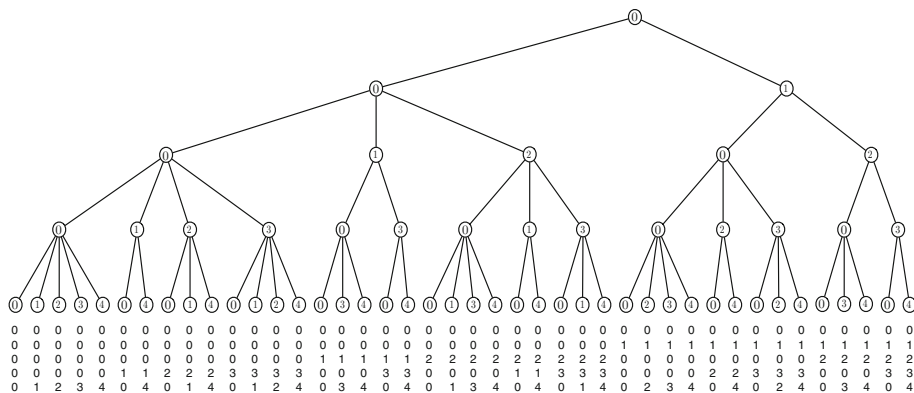 0
0 1
0 1 2 0 2
0 1 2 3 0 3 0 1 3 0 2 3 0 3
0 1 2 3 4 0 4 0 1 4 0 1 2 4 0 3 4 0 4 0 1 3 4 0 4 0 1 4 0 2 3 4 0 4 0 2 4 0 3 4 0 4
0 0 0 0 0 0 0 0 0 0 0 0 0 0 0 0 0 0 0 0 0 0 0 0 0 0 0 0 0 0 0 0 0 0 0 0 0 0 0 0 0 0
0 0 0 0 0 0 0 0 0 0 0 0 0 0 0 0 0 0 0 0 0 0 0 0 0 0 0 0 1 1 1 1 1 1 1 1 1 1 1 1 1 1
0 0 0 0 0 0 0 0 0 0 0 0 0 0 1 1 1 1 1 2 2 2 2 2 2 2 2 2 0 0 0 0 0 0 0 0 0 2 2 2 2 2
0 0 0 0 0 1 1 2 2 2 3 3 3 3 0 0 0 3 3 0 0 0 0 1 1 3 3 3 0 0 0 0 2 2 3 3 3 0 0 0 3 3
0 1 2 3 4 0 4 0 1 4 0 1 2 4 0 3 4 0 4 0 1 3 4 0 4 0 1 4 0 2 3 4 0 4 0 2 4 0 3 4 0 4